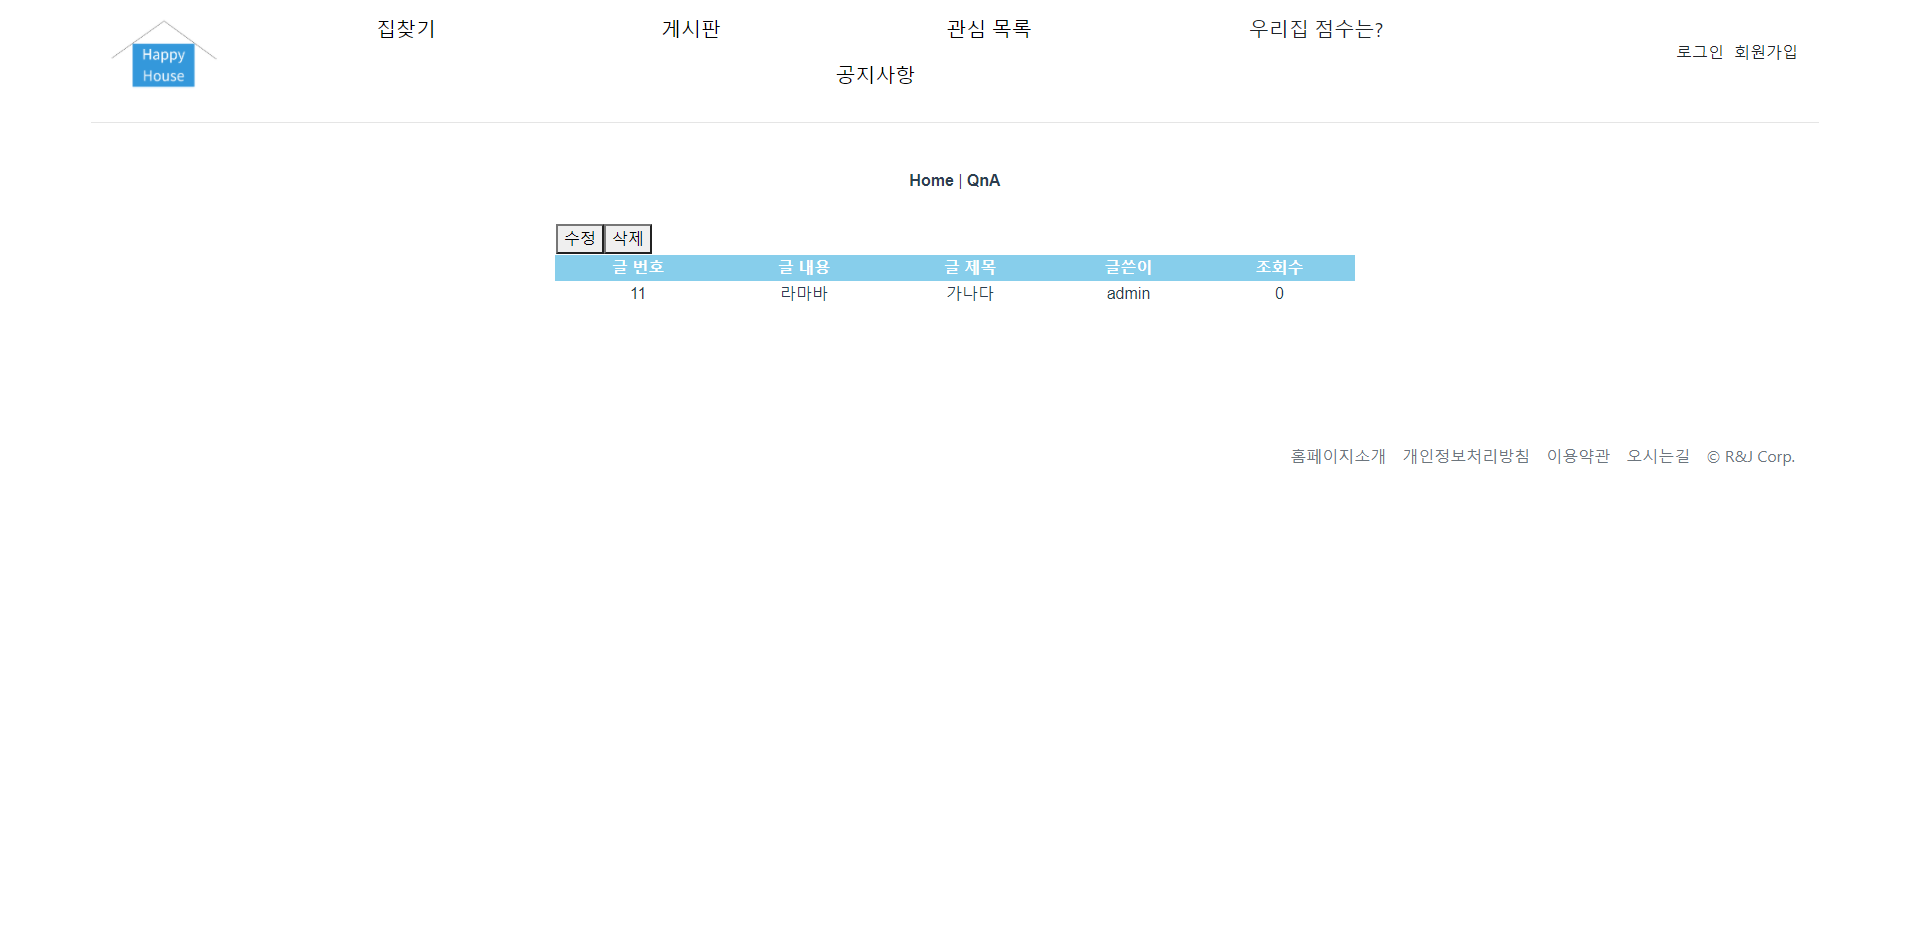 Happy
House
집찾기 게시판 관심 목록 우리집 점수는?
로그인 회원가입
공지사항
Home | QnA
수정 삭제
글 번호 글 내용 글 제목 글쓴이 조회수
11 라마바 가나다 admin 0
홈페이지소개 개인정보처리방침 이용약관 오시는길 © R&J Corp.